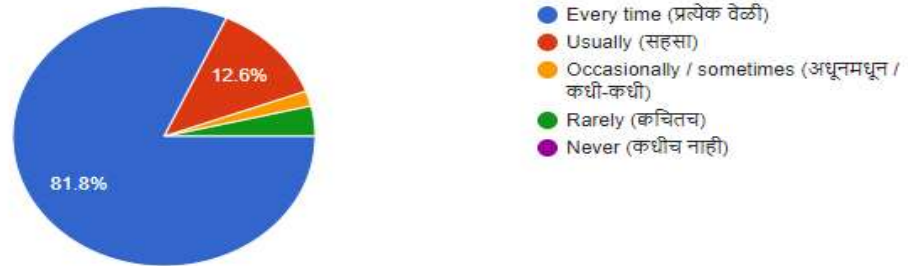 Every time (प्रत्येक वेळी)
Usually (सहसा)
Occasionally / sometimes (अधूनमधून /
कधी-कधी)
Rarely (क्वचितच)
Never (कधीच नाही)
12.6%
81.8%